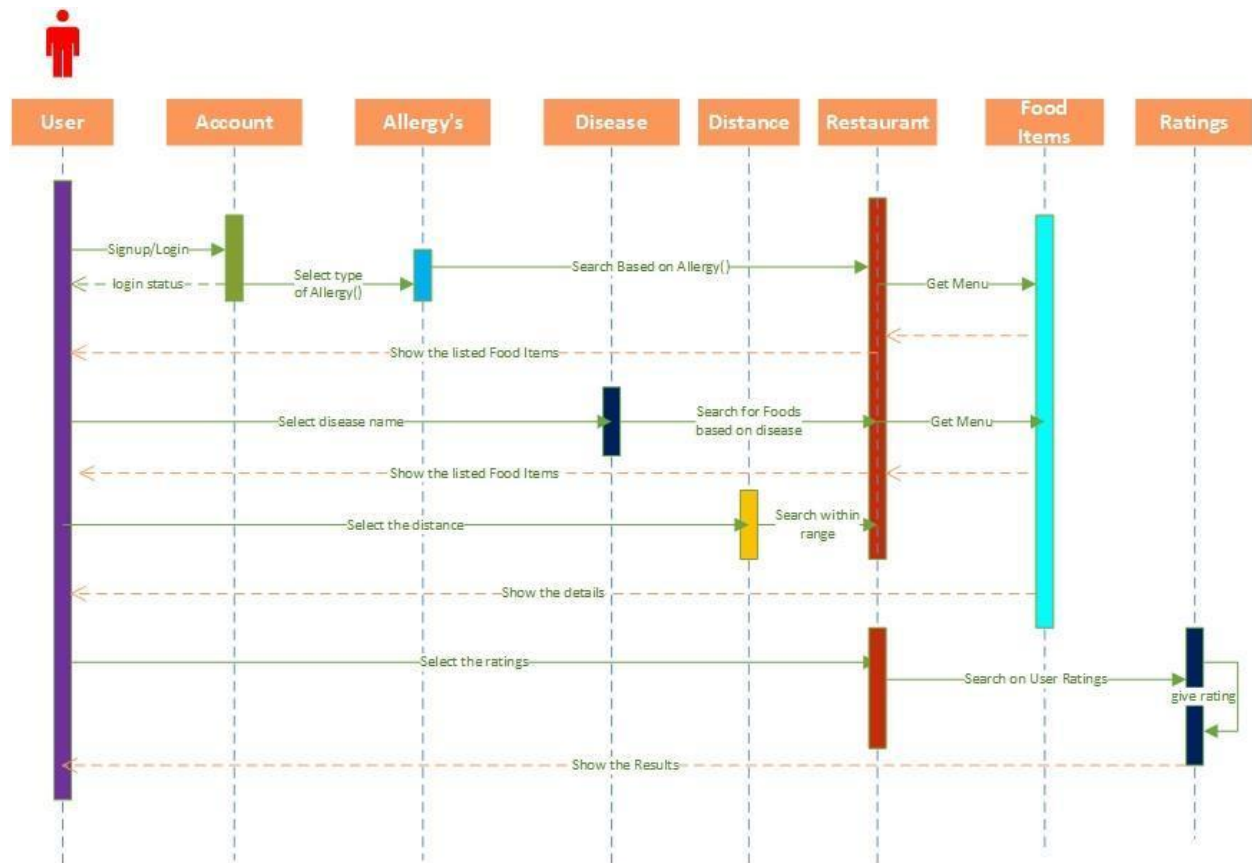 User
Account
Allergy's
Disease
Distance
Restaurant
Food
Items
Ratings
Signup/Login
login status
Select type
of Allergy()
Search Based on Allergy()
Get Menu
Show the listed Food Items
Select disease name
Search for Foods
based on disease
Get Menu
Show the listed Food Items
Select the distance
Search within
range
Show the details
Select the ratings
Search on User Ratings
give rating
Show the Results